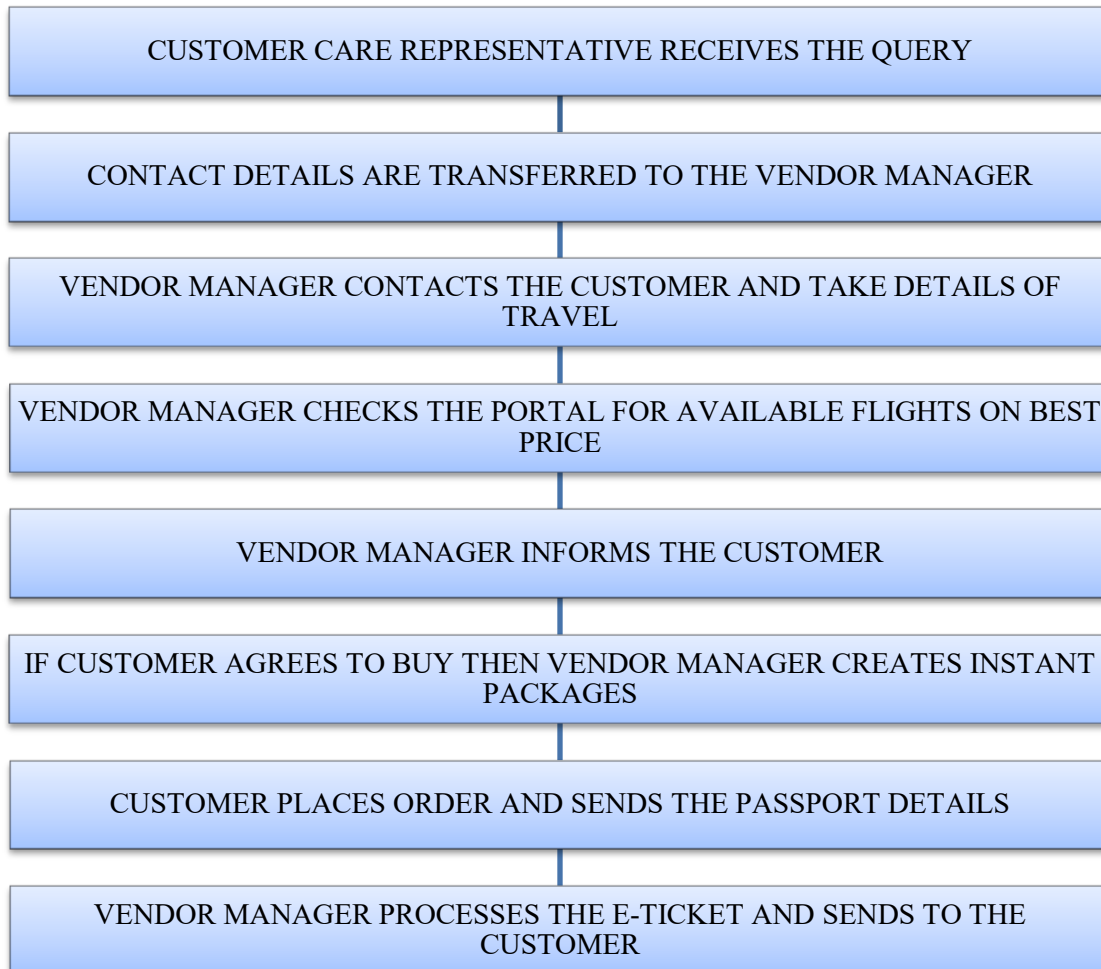 CUSTOMER CARE REPRESENTATIVE RECEIVES THE QUERY
CONTACT DETAILS ARE TRANSFERRED TO THE VENDOR MANAGER
VENDOR MANAGER CONTACTS THE CUSTOMER AND TAKE DETAILS OF
TRAVEL
VENDOR MANAGER CHECKS THE PORTAL FOR AVAILABLE FLIGHTS ON BEST
PRICE
VENDOR MANAGER INFORMS THE CUSTOMER
IF CUSTOMER AGREES TO BUY THEN VENDOR MANAGER CREATES INSTANT
PACKAGES
CUSTOMER PLACES ORDER AND SENDS THE PASSPORT DETAILS
VENDOR MANAGER PROCESSES THE E-TICKET AND SENDS TO THE
CUSTOMER